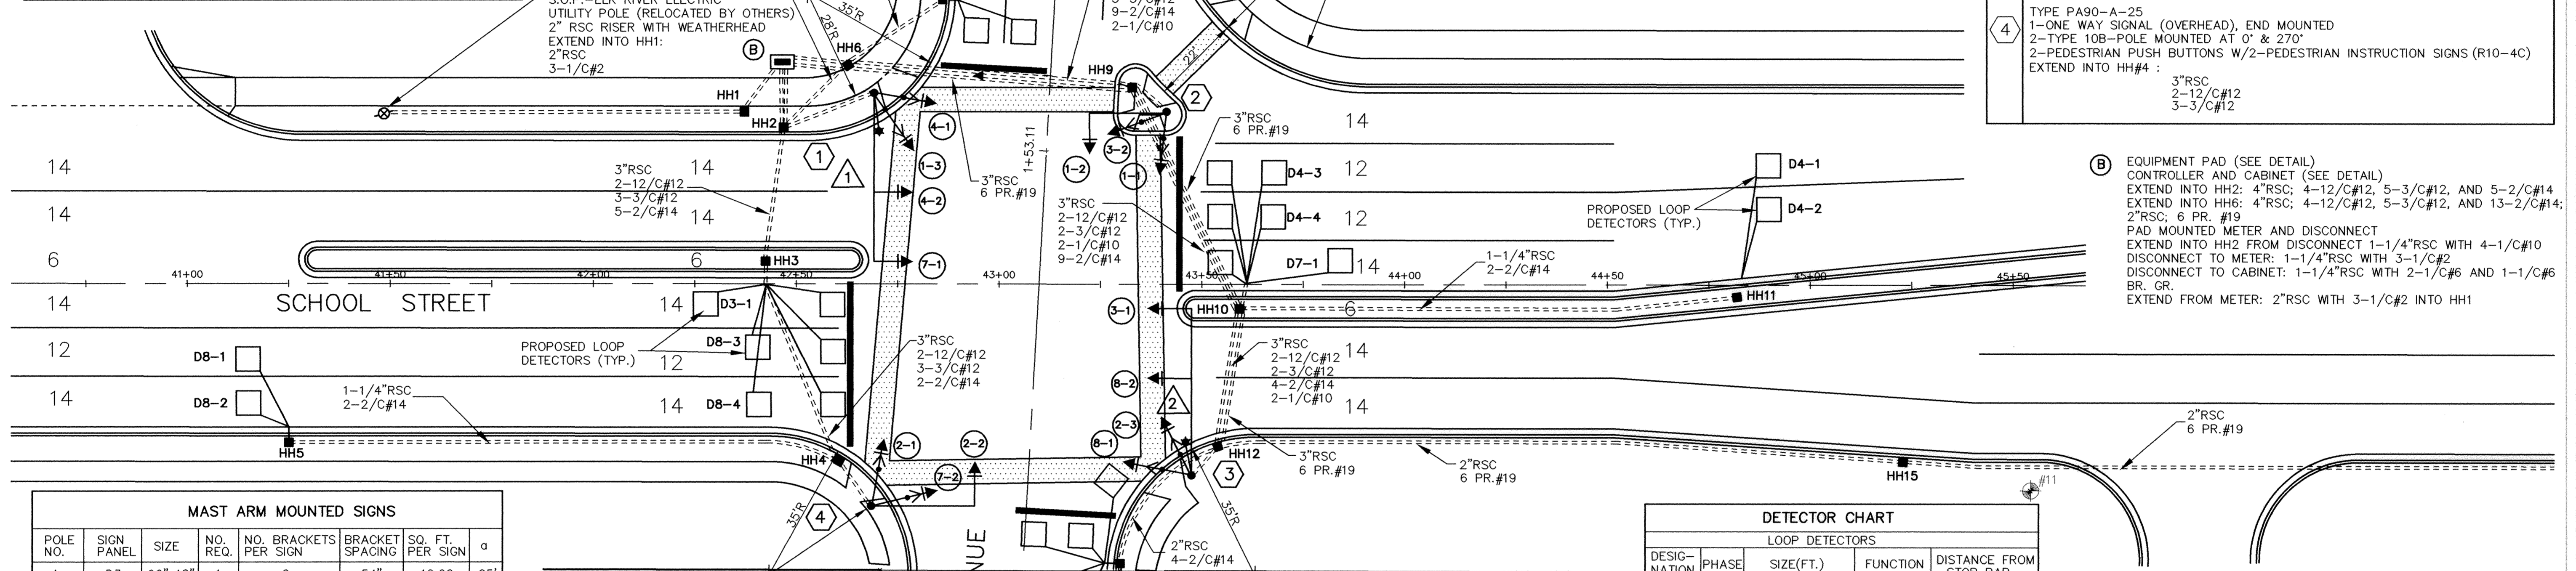 S.O.P.-ELK RIVER ELECTRIC
UTILITY POLE (RELOCATED BY OTHERS)
2" RSC RISER WITH WEATHERHEAD
EXTEND INTO HH1:
2"RSC
3-1/C#2
B
28'R
35'R
HH6
HH1
HH2
9-2/C#14
2-1/C#10
HH9
22'
2
3"RSC
6 PR.#19
4-1
1-3
4-2
7-1
1
1
3"RSC
6 PR.#19
1+53.11
1-2
3-2
1-1
14
14
6
14
12
14
14
14
6
14
12
14
3"RSC
2-12/C#12
3-3/C#12
5-2/C#14
3"RSC
2-12/C#12
2-3/C#12
2-1/C#10
9-2/C#14
14
12
12
14
6
14
14
D4-3
D4-4
D7-1
D4-1
D4-2
PROPOSED LOOP
DETECTORS (TYP.)
1-1/4"RSC
2-2/C#14
HH3
41+00
41+50
42+00
42+50
43+00
43+50
44+00
44+50
45+00
45+50
SCHOOL STREET
D3-1
D8-3
D8-4
PROPOSED LOOP
DETECTORS (TYP.)
D8-1
D8-2
1-1/4"RSC
2-2/C#14
HH5
HH4
3"RSC
2-12/C#12
3-3/C#12
2-2/C#14
3-1
HH10
HH11
8-2
2
2-3
8-1
2-1
2-2
7-2
3"RSC
2-12/C#12
2-3/C#12
4-2/C#14
2-1/C#10
HH12
3
3"RSC
6 PR.#19
2"RSC
6 PR.#19
2"RSC
6 PR.#19
HH15
#11
4
35'R
35'R
NUE
2"RSC
4-2/C#14
4
TYPE PA90-A-25
1-ONE WAY SIGNAL (OVERHEAD), END MOUNTED
2-TYPE 10B-POLE MOUNTED AT 0° & 270°
2-PEDESTRIAN PUSH BUTTONS W/2-PEDESTRIAN INSTRUCTION SIGNS (R10-4C)
EXTEND INTO HH#4 :
3"RSC
2-12/C#12
3-3/C#12
B
EQUIPMENT PAD (SEE DETAIL)
CONTROLLER AND CABINET (SEE DETAIL)
EXTEND INTO HH2: 4"RSC; 4-12/C#12, 5-3/C#12, AND 5-2/C#14
EXTEND INTO HH6: 4"RSC; 4-12/C#12, 5-3/C#12, AND 13-2/C#14;
2"RSC; 6 PR. #19
PAD MOUNTED METER AND DISCONNECT
EXTEND INTO HH2 FROM DISCONNECT 1-1/4"RSC WITH 4-1/C#10
DISCONNECT TO METER: 1-1/4"RSC WITH 3-1/C#2
DISCONNECT TO CABINET: 1-1/4"RSC WITH 2-1/C#6 AND 1-1/C#6
BR. GR.
EXTEND FROM METER: 2"RSC WITH 3-1/C#2 INTO HH1
MAST ARM MOUNTED SIGNS
POLE NO.
SIGN PANEL
SIZE
NO. REQ.
NO. BRACKETS PER SIGN
BRACKET SPACING
SQ. FT. PER SIGN
a
DETECTOR CHART
LOOP DETECTORS
DESIG- NATION
PHASE
SIZE(FT.)
FUNCTION
DISTANCE FROM